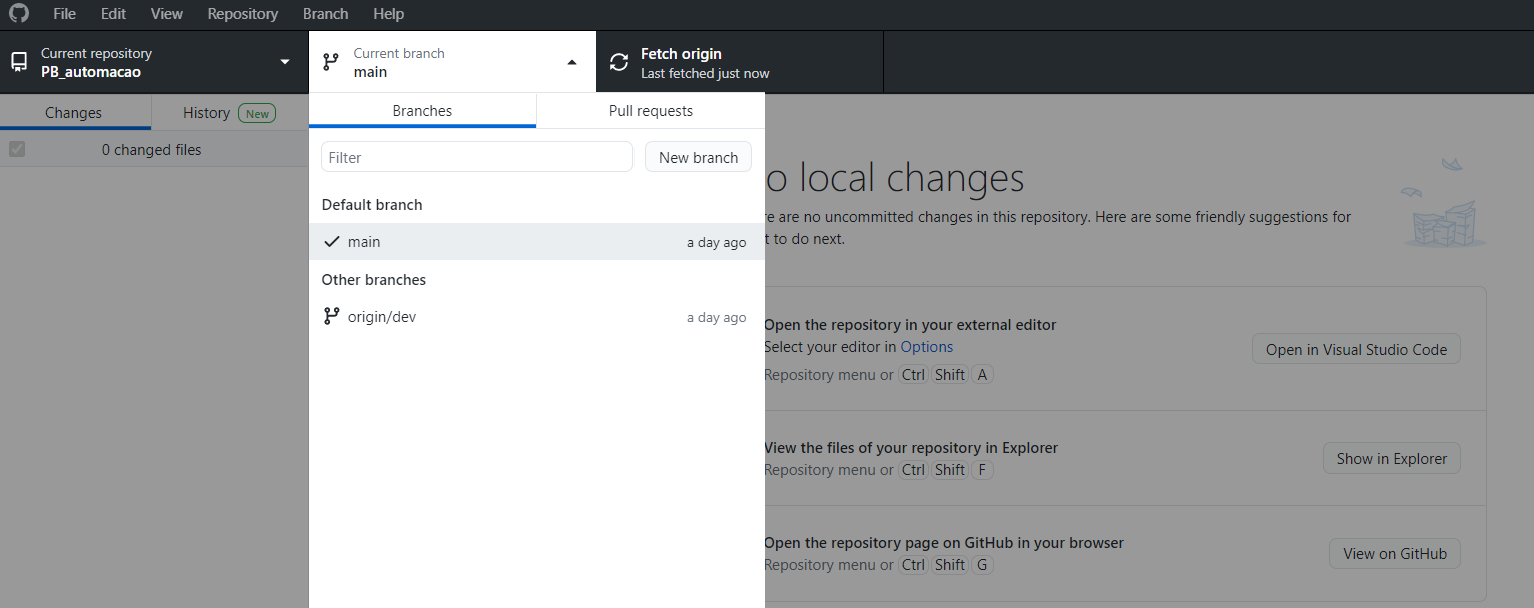 File Edit View Repository Branch Help
Current repository
PB_automacao
Current branch
main
Fetch origin
Last fetched just now
Changes
History New
0 changed files
Branches
Pull requests
Filter
New branch
Default branch
main a day ago
Other branches
origin/dev a day ago
o local changes
re are no uncommitted changes in this repository. Here are some friendly suggestions for
t to do next.
Open the repository in your external editor
Select your editor in Options
Repository menu or Ctrl Shift A
Open in Visual Studio Code
View the files of your repository in Explorer
Repository menu or Ctrl Shift F
Show in Explorer
Open the repository page on GitHub in your browser
Repository menu or Ctrl Shift G
View on GitHub